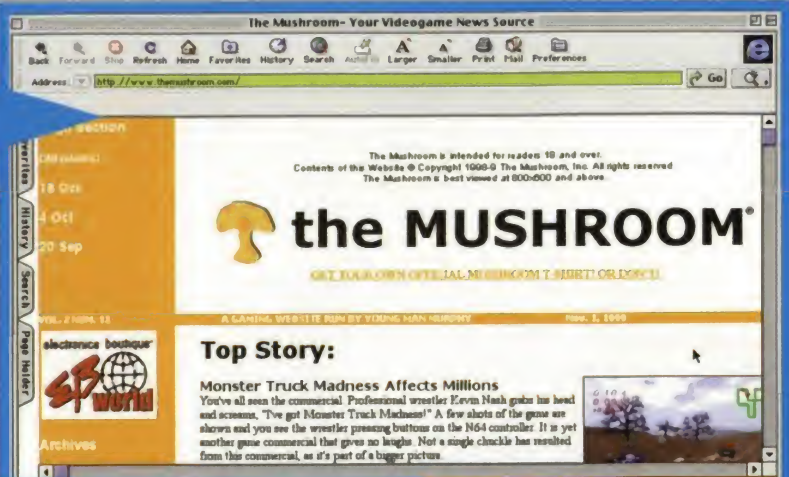 The Mushroom- Your Videogame News Source
Back Forward Stop Refresh Home Favorites History Search AutoFill Larger Smaller Print Mail Preferences
Address: http://www.themushroom.com/ Go
Favorites
History
Search
Page Holder
section
18 Oct
4 Oct
20 Sep
The Mushroom is intended for readers 18 and over.
Contents of this Website © Copyright 1998-9 The Mushroom, Inc. All rights reserved
The Mushroom is best viewed at 800x600 and above.
the MUSHROOM®
GET YOUR OWN OFFICIAL MUSHROOM T-SHIRT! OR DON'T!
VOL. 2 NUM. 12 A GAMING WEBSITE RUN BY YOUNG MAN MURPHY Nov. 1, 1999
electronics boutique
EB world
Archives
Top Story:
Monster Truck Madness Affects Millions
You've all seen the commercial. Professional wrestler Kevin Nash grabs his head
and screams, "I've got Monster Truck Madness!" A few shots of the game are
shown and you see the wrestler pressing buttons on the N64 controller. It is yet
another game commercial that gives no laughs. Not a single chuckle has resulted
from this commercial, as it's part of a bigger picture.